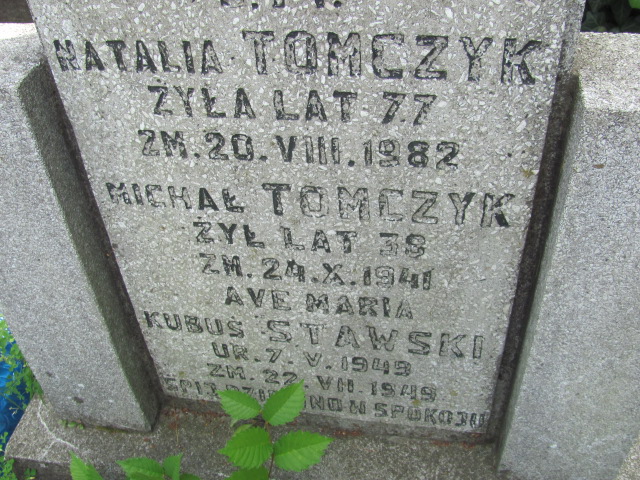 NATALIA TOMCZYK
ŻYŁA LAT 77
ZM. 20. VIII. 1982
MICHAŁ TOMCZYK
ŻYŁ LAT 38
ZM. 24. X. 1941
AVE MARIA
KUBUŚ STAWSKI
UR. 7. V. 1949
ZM. 22. VII. 1949
ŚPIJ W SPOKOJU